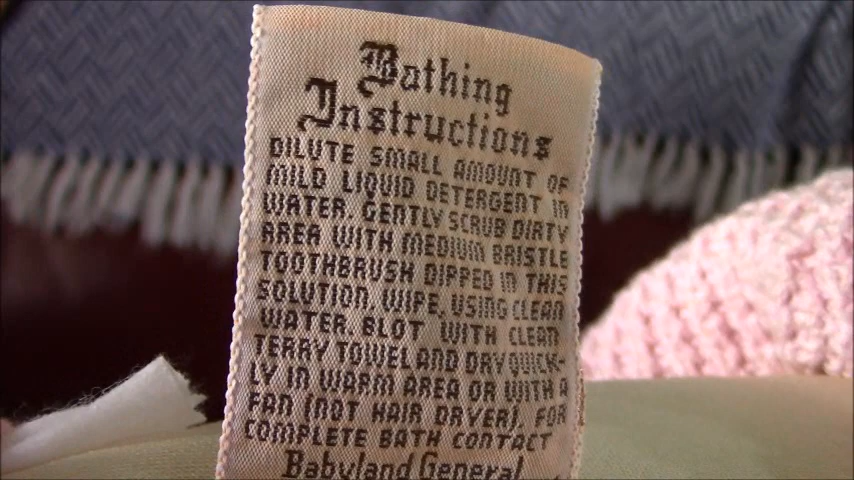 Bathing
Instructions
DILUTE SMALL AMOUNT OF
MILD LIQUID DETERGENT IN
WATER. GENTLY SCRUB DIRTY
AREA WITH MEDIUM BRISTLE
TOOTHBRUSH DIPPED IN THIS
SOLUTION. WIPE, USING CLEAN
WATER. BLOT WITH CLEAN
TERRY TOWEL AND DRY QUICK-
LY IN WARM AREA OR WITH A
FAN (NOT HAIR DRYER). FOR
COMPLETE BATH CONTACT
Babyland General